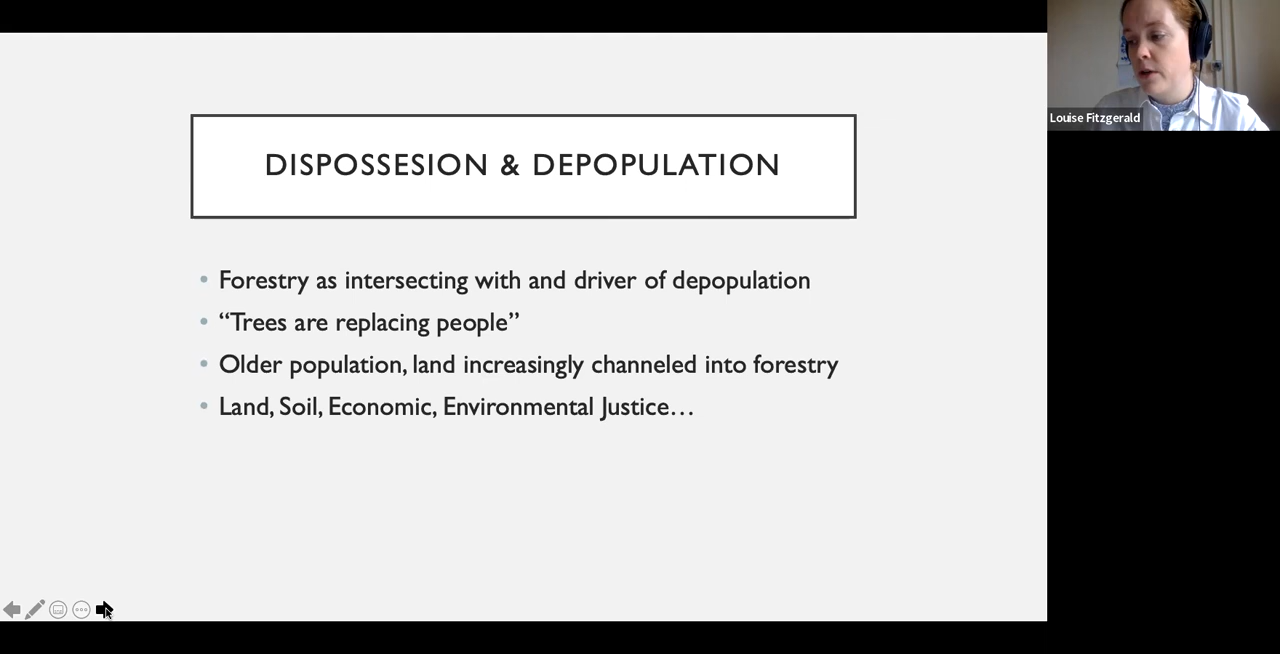 DISPOSSESION & DEPOPULATION
• Forestry as intersecting with and driver of depopulation
• “Trees are replacing people”
• Older population, land increasingly channeled into forestry
• Land, Soil, Economic, Environmental Justice…
Louise Fitzgerald